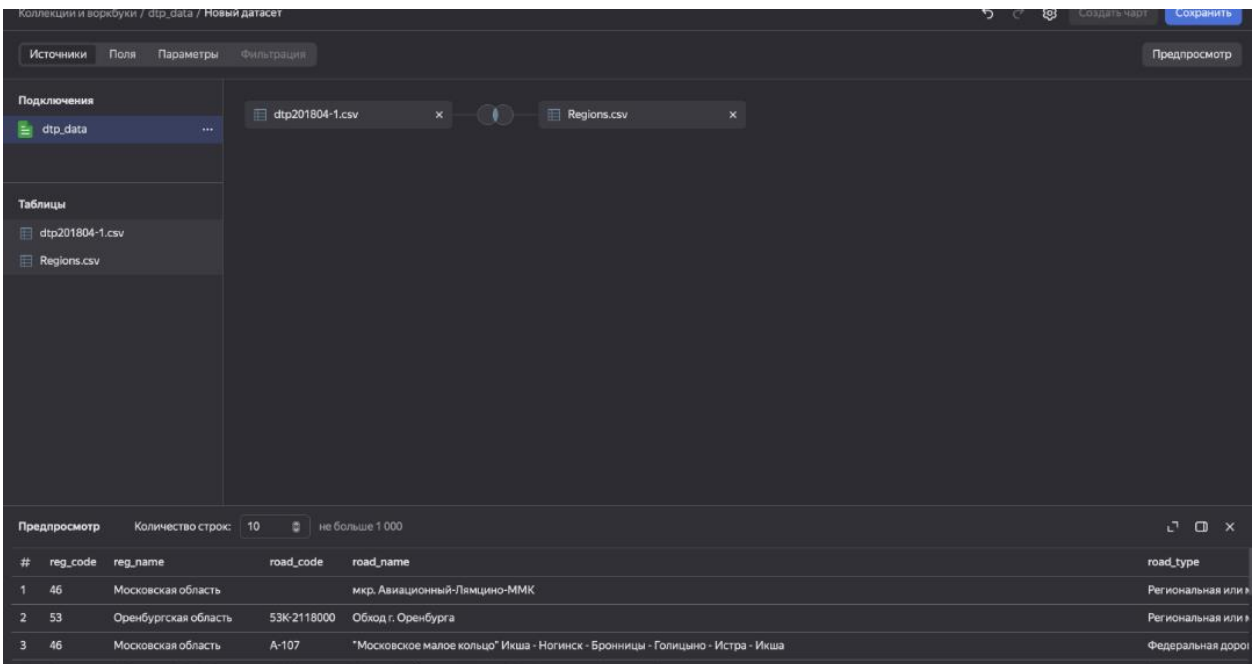 Коллекции и воркбуки / dtp_data / Новый датасет
Создать чарт
Сохранить
Источники Поля Параметры Фильтрация
Предпросмотр
Подключения
dtp_data
dtp201804-1.csv
Regions.csv
Таблицы
dtp201804-1.csv
Regions.csv
Предпросмотр Количество строк: 10 не больше 1 000
# reg_code reg_name road_code road_name road_type
1 46 Московская область мкр. Авиационный-Лямцино-ММК Региональная или
2 53 Оренбургская область 53К-2118000 Обход г. Оренбурга Региональная или
3 46 Московская область А-107 "Московское малое кольцо" Икша - Ногинск - Бронницы - Голицыно - Истра - Икша Федеральная доро